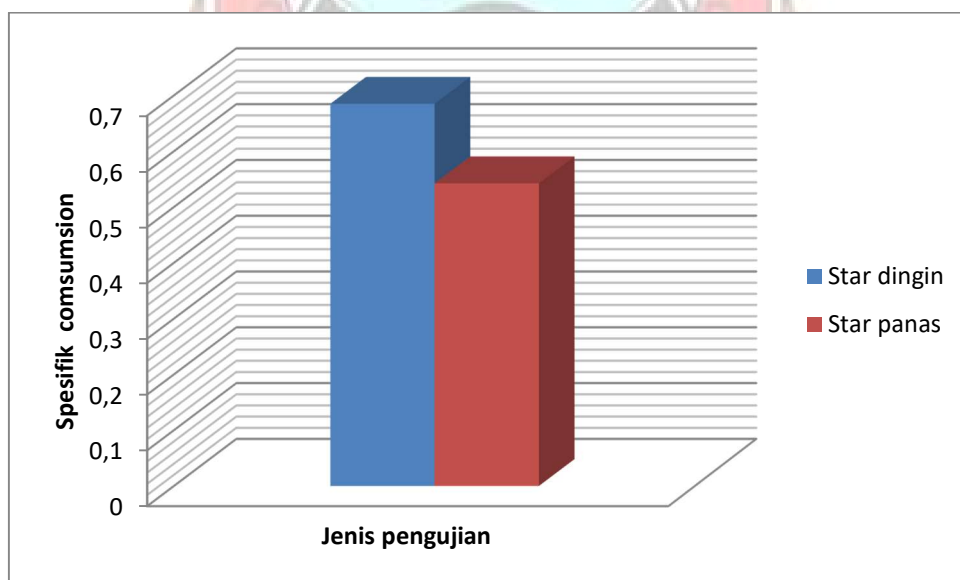 0,7
0,6
0,5
0,4
0,3
0,2
0,1
0
Spesifik comsumsion
Jenis pengujian
Star dingin
Star panas